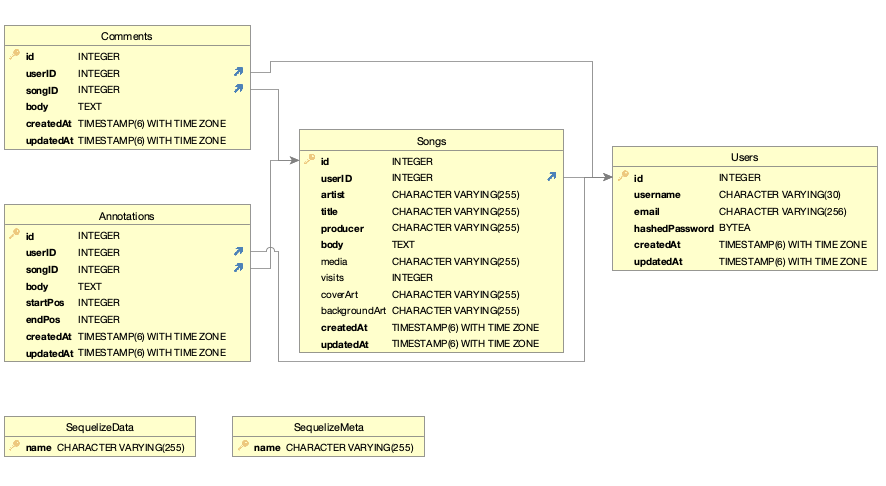 Comments
id INTEGER
userID INTEGER
songID INTEGER
body TEXT
createdAt TIMESTAMP(6) WITH TIME ZONE
updatedAt TIMESTAMP(6) WITH TIME ZONE
Songs
id INTEGER
userID INTEGER
artist CHARACTER VARYING(255)
title CHARACTER VARYING(255)
producer CHARACTER VARYING(255)
body TEXT
media CHARACTER VARYING(255)
visits INTEGER
coverArt CHARACTER VARYING(255)
backgroundArt CHARACTER VARYING(255)
createdAt TIMESTAMP(6) WITH TIME ZONE
updatedAt TIMESTAMP(6) WITH TIME ZONE
Users
id INTEGER
username CHARACTER VARYING(30)
email CHARACTER VARYING(256)
hashedPassword BYTEA
createdAt TIMESTAMP(6) WITH TIME ZONE
updatedAt TIMESTAMP(6) WITH TIME ZONE
Annotations
id INTEGER
userID INTEGER
songID INTEGER
body TEXT
startPos INTEGER
endPos INTEGER
createdAt TIMESTAMP(6) WITH TIME ZONE
updatedAt TIMESTAMP(6) WITH TIME ZONE
SequelizeData
name CHARACTER VARYING(255)
SequelizeMeta
name CHARACTER VARYING(255)